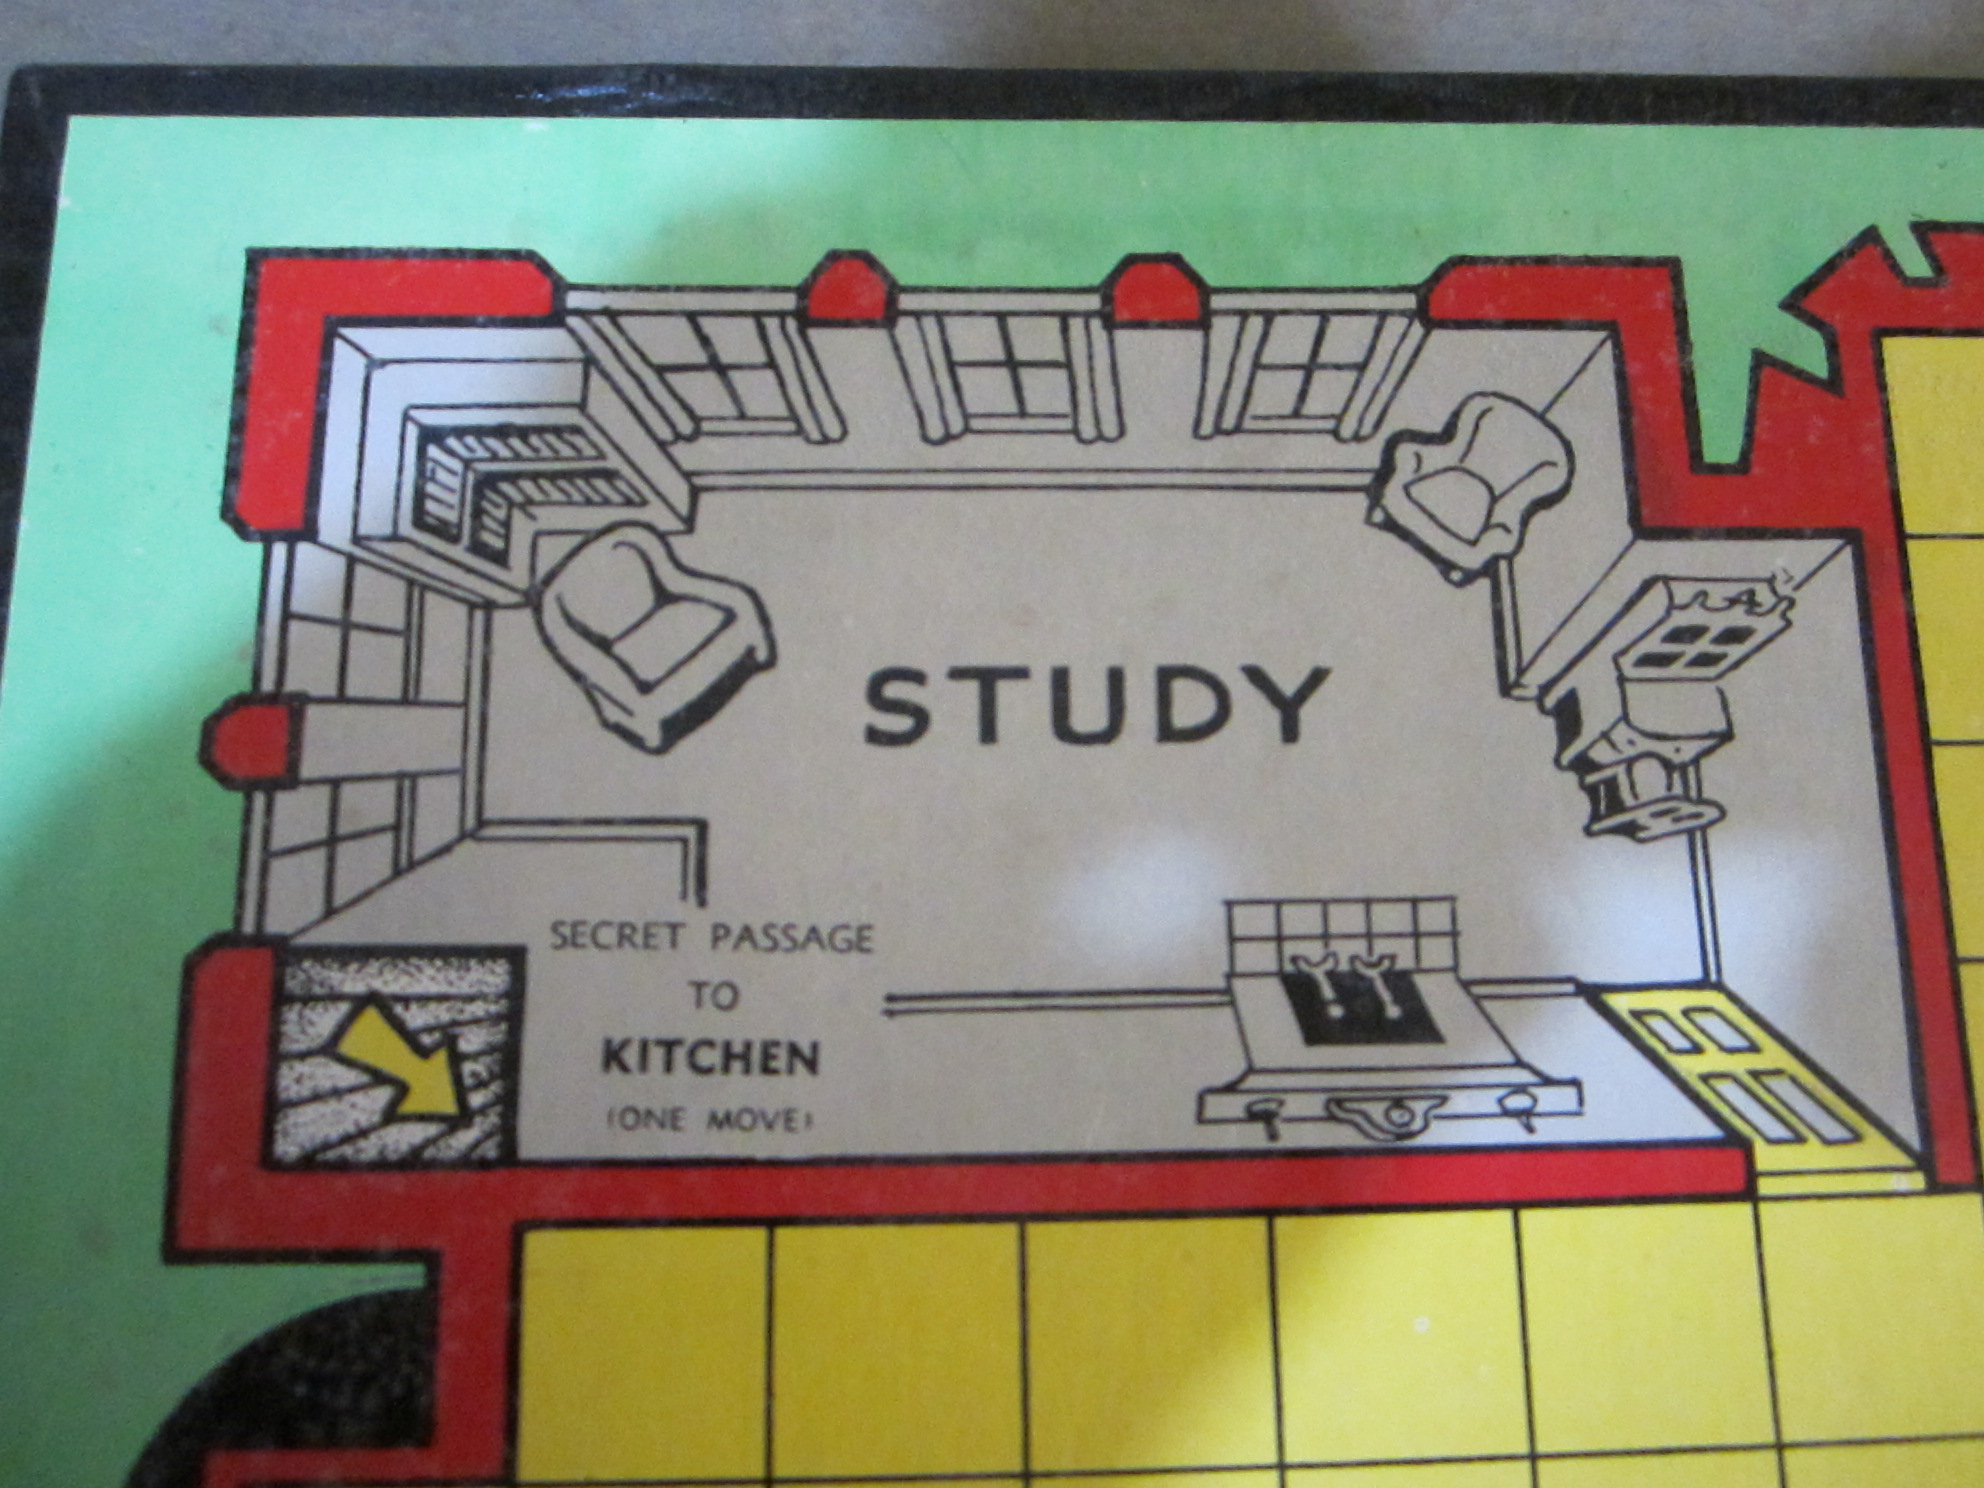 STUDY
SECRET PASSAGE
TO
KITCHEN
(ONE MOVE)